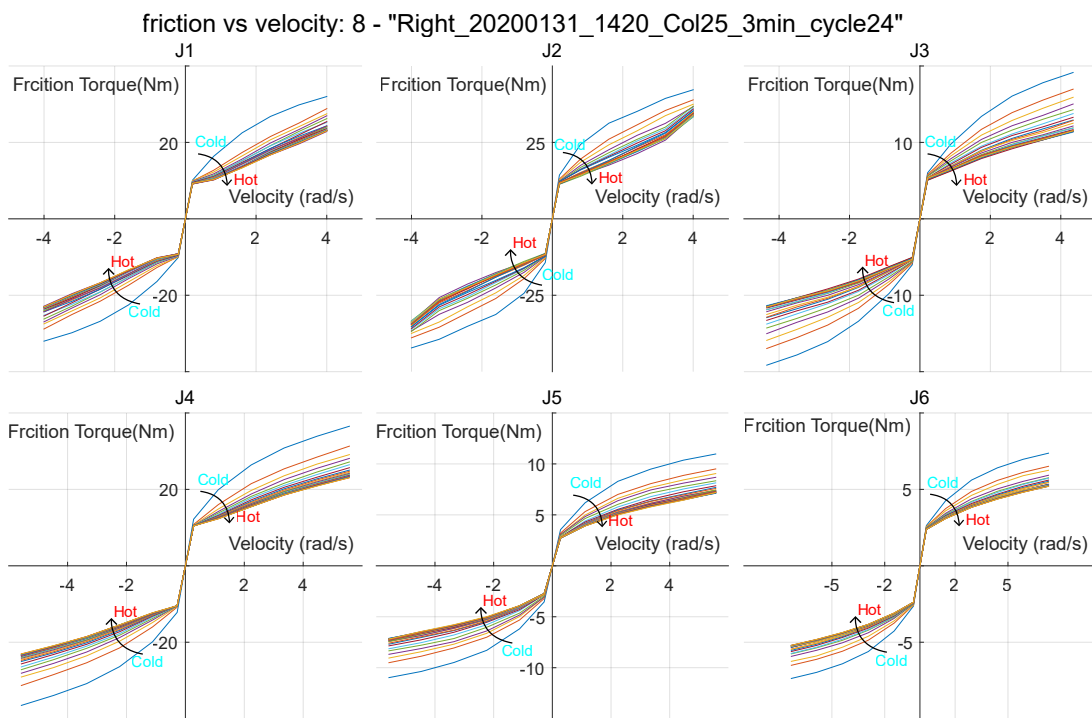 friction vs velocity: 8 - "Right_20200131_1420_Col25_3min_cycle24"
J1
Frcition Torque(Nm)
20
Cold
Hot
Velocity (rad/s)
-4 -2 2 4
Hot
-20
Cold
J2
Frcition Torque(Nm)
25
Cold
Hot
Velocity (rad/s)
-4 -2 2 4
Hot
Cold
-25
J3
Frcition Torque(Nm)
10
Cold
Hot
Velocity (rad/s)
-4 -2 2 4
Hot
-10
Cold
J4
Frcition Torque(Nm)
20
Cold
Hot
Velocity (rad/s)
-4 -2 2 4
Hot
-20
Cold
J5
Frcition Torque(Nm)
10
Cold
5
Hot
Velocity (rad/s)
-4 -2 2 4
Hot
-5
Cold
-10
J6
Frcition Torque(Nm)
5
Cold
Hot
Velocity (rad/s)
-5 -2 2 5
Hot
-5
Cold